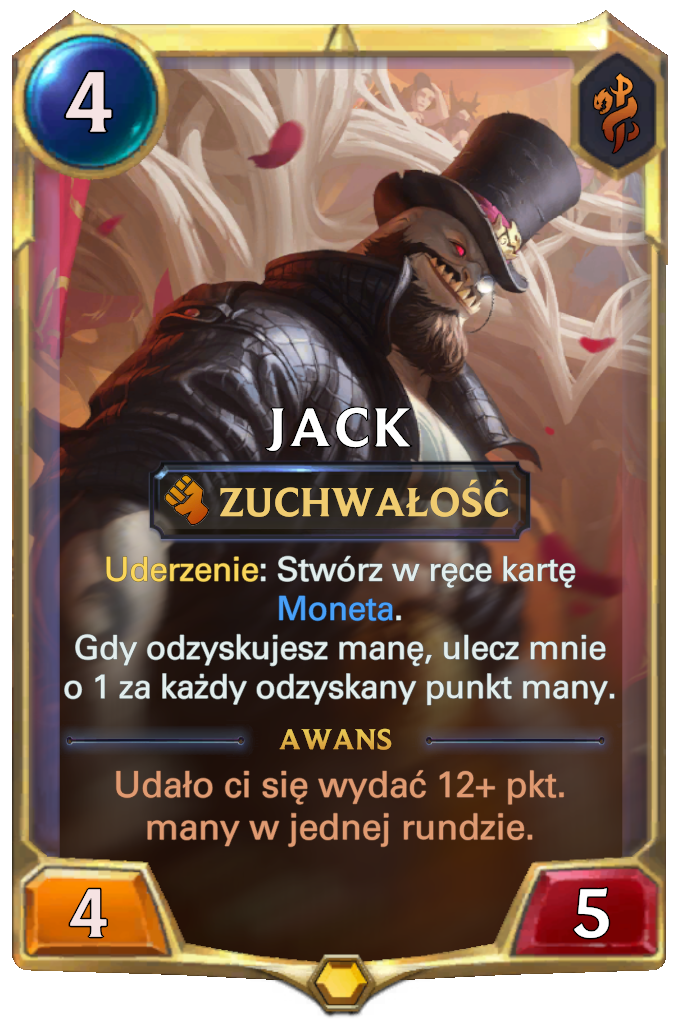 4
JACK
ZUCHWAŁOŚĆ
Uderzenie: Stwórz w ręce kartę
Moneta.
Gdy odzyskujesz manę, ulecz mnie
o 1 za każdy odzyskany punkt many.
AWANS
Udało ci się wydać 12+ pkt.
many w jednej rundzie.
4
5